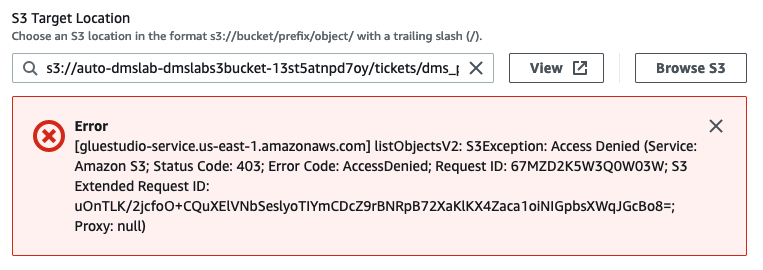 S3 Target Location
Choose an S3 location in the format s3://bucket/prefix/object/ with a trailing slash (/).
s3://auto-dmslab-dmslabs3bucket-13st5atnpd7oy/tickets/dms_p
View
Browse S3
Error
[gluestudio-service.us-east-1.amazonaws.com] listObjectsV2: S3Exception: Access Denied (Service:
Amazon S3; Status Code: 403; Error Code: AccessDenied; Request ID: 67MZD2K5W3Q0W03W; S3
Extended Request ID:
uOnTLK/2jcfoO+CQuXElVNbSeslyoTIYmCDcZ9rBNRpB72XaKlKX4Zaca1oiNIGpbsXWqJGcBo8=;
Proxy: null)